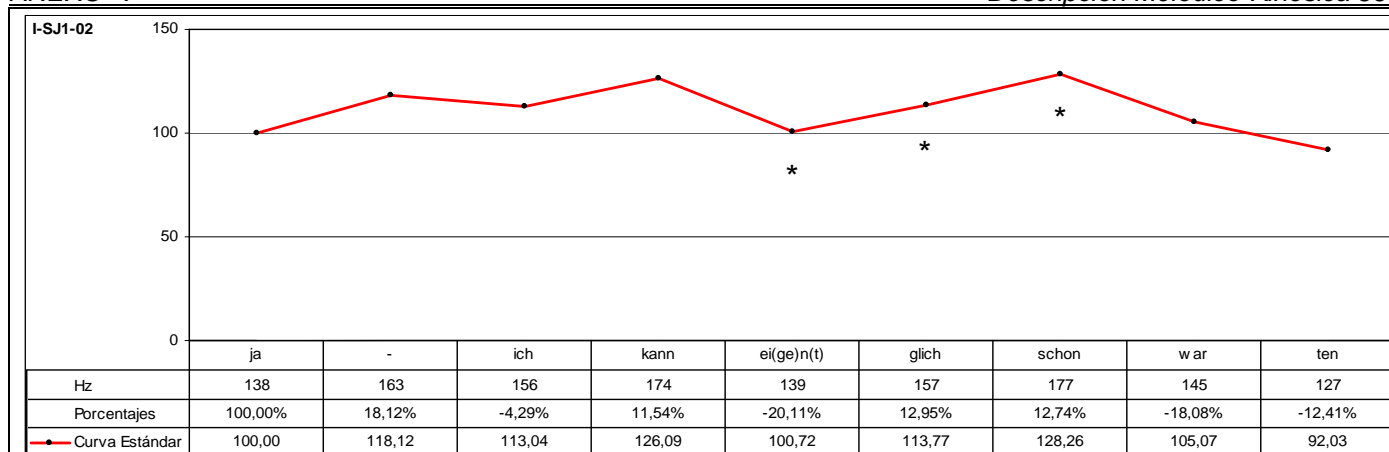 I-SJ1-02
150
100
50
0
ja - ich kann ei(ge)n(t) glich schon war ten
Hz 138 163 156 174 139 157 177 145 127
Porcentajes 100,00% 18,12% -4,29% 11,54% -20,11% 12,95% 12,74% -18,08% -12,41%
Curva Estándar 100,00 118,12 113,04 126,09 100,72 113,77 128,26 105,07 92,03
* * *